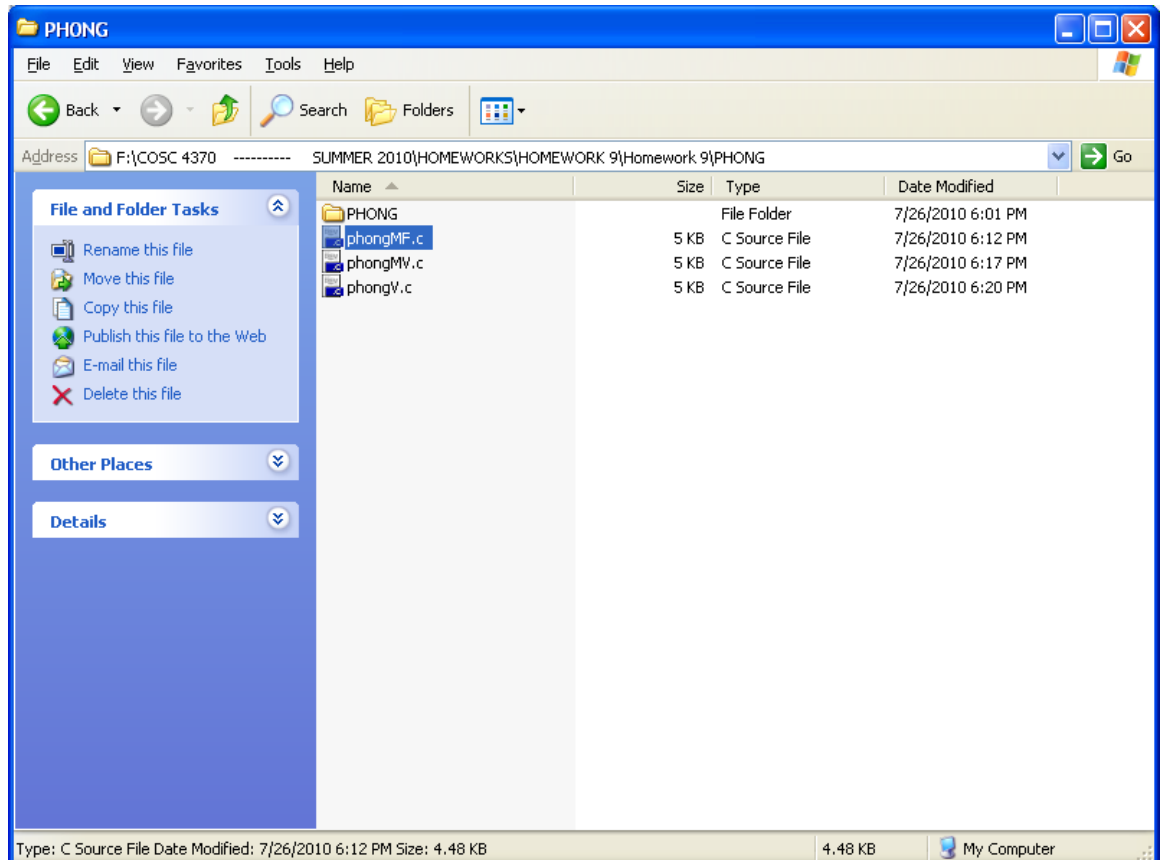 PHONG
File Edit View Favorites Tools Help
Back Search Folders
Address F:\COSC 4370 ---------- SUMMER 2010\HOMEWORKS\HOMEWORK 9\Homework 9\PHONG Go
File and Folder Tasks
Rename this file
Move this file
Copy this file
Publish this file to the Web
E-mail this file
Delete this file
Other Places
Details
Name Size Type Date Modified
PHONG File Folder 7/26/2010 6:01 PM
phongMF.c 5 KB C Source File 7/26/2010 6:12 PM
phongMV.c 5 KB C Source File 7/26/2010 6:17 PM
phongV.c 5 KB C Source File 7/26/2010 6:20 PM
Type: C Source File Date Modified: 7/26/2010 6:12 PM Size: 4.48 KB 4.48 KB My Computer